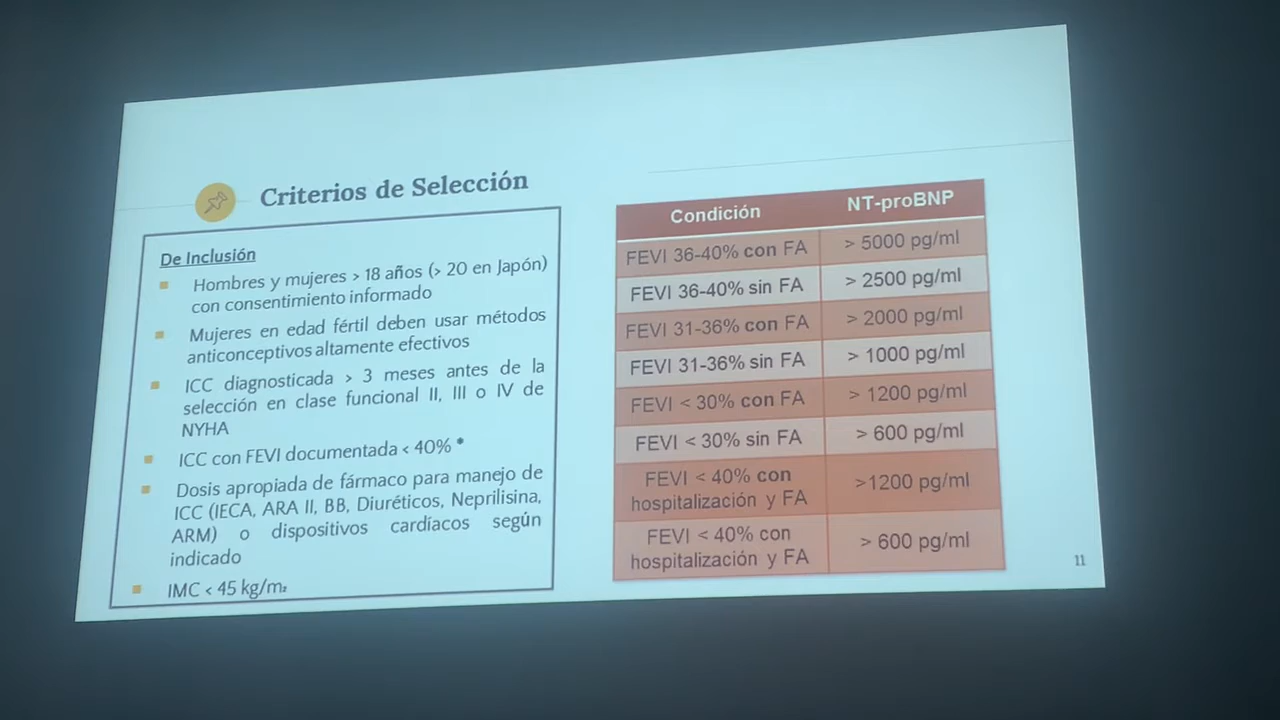 Criterios de Selección
De Inclusión
Hombres y mujeres > 18 años (> 20 en Japón)
con consentimiento informado
Mujeres en edad fértil deben usar métodos
anticonceptivos altamente efectivos
ICC diagnosticada > 3 meses antes de la
selección en clase funcional II, III o IV de
NYHA
ICC con FEVI documentada < 40% *
Dosis apropiada de fármaco para manejo de
ICC (IECA, ARA II, BB, Diuréticos, Neprilisina,
ARM) o dispositivos cardíacos según
indicado
IMC < 45 kg/m²
Condición NT-proBNP
FEVI 36-40% con FA > 5000 pg/ml
FEVI 36-40% sin FA > 2500 pg/ml
FEVI 31-36% con FA > 2000 pg/ml
FEVI 31-36% sin FA > 1000 pg/ml
FEVI < 30% con FA > 1200 pg/ml
FEVI < 30% sin FA > 600 pg/ml
FEVI < 40% con
hospitalización y FA >1200 pg/ml
FEVI < 40% con
hospitalización y FA > 600 pg/ml
11